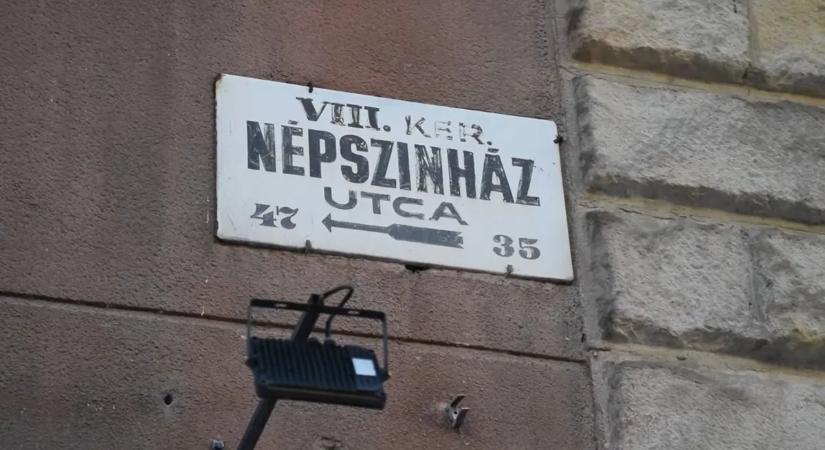 VIII. KER.
NÉPSZINHÁZ
UTCA
47 35